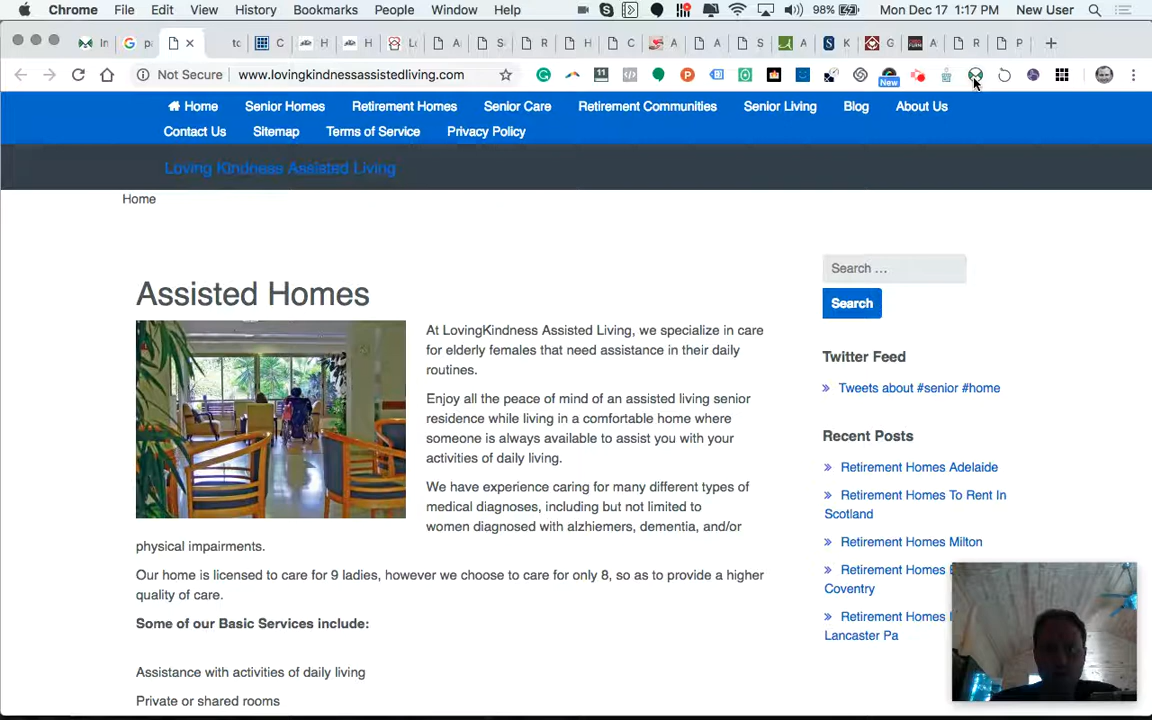 Chrome File Edit View History Bookmarks People Window Help 98% Mon Dec 17 1:17 PM New User
Not Secure www.lovingkindnessassistedliving.com New
Home Senior Homes Retirement Homes Senior Care Retirement Communities Senior Living Blog About Us
Contact Us Sitemap Terms of Service Privacy Policy
Loving Kindness Assisted Living
Home
Assisted Homes
At LovingKindness Assisted Living, we specialize in care
for elderly females that need assistance in their daily
routines.
Enjoy all the peace of mind of an assisted living senior
residence while living in a comfortable home where
someone is always available to assist you with your
activities of daily living.
We have experience caring for many different types of
medical diagnoses, including but not limited to
women diagnosed with alzhiemers, dementia, and/or
physical impairments.
Our home is licensed to care for 9 ladies, however we choose to care for only 8, so as to provide a higher
quality of care.
Some of our Basic Services include:
Assistance with activities of daily living
Private or shared rooms
Search …
Search
Twitter Feed
» Tweets about #senior #home
Recent Posts
» Retirement Homes Adelaide
» Retirement Homes To Rent In
Scotland
» Retirement Homes Milton
» Retirement Homes
Coventry
» Retirement Homes
Lancaster Pa